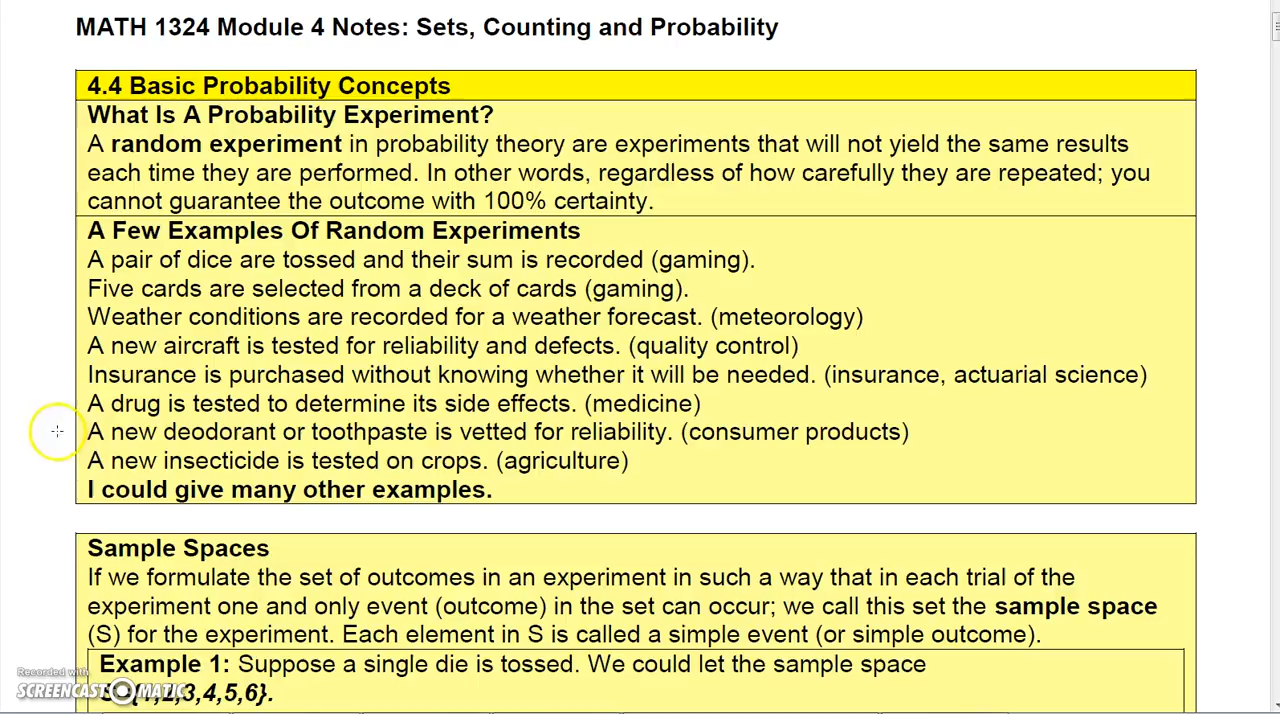 MATH 1324 Module 4 Notes: Sets, Counting and Probability
4.4 Basic Probability Concepts
What Is A Probability Experiment?
A random experiment in probability theory are experiments that will not yield the same results
each time they are performed. In other words, regardless of how carefully they are repeated; you
cannot guarantee the outcome with 100% certainty.
A Few Examples Of Random Experiments
A pair of dice are tossed and their sum is recorded (gaming).
Five cards are selected from a deck of cards (gaming).
Weather conditions are recorded for a weather forecast. (meteorology)
A new aircraft is tested for reliability and defects. (quality control)
Insurance is purchased without knowing whether it will be needed. (insurance, actuarial science)
A drug is tested to determine its side effects. (medicine)
A new deodorant or toothpaste is vetted for reliability. (consumer products)
A new insecticide is tested on crops. (agriculture)
I could give many other examples.
Sample Spaces
If we formulate the set of outcomes in an experiment in such a way that in each trial of the
experiment one and only event (outcome) in the set can occur; we call this set the sample space
(S) for the experiment. Each element in S is called a simple event (or simple outcome).
Example 1: Suppose a single die is tossed. We could let the sample space
S={1,2,3,4,5,6}.
Recorded with
SCREENCAST-O-MATIC